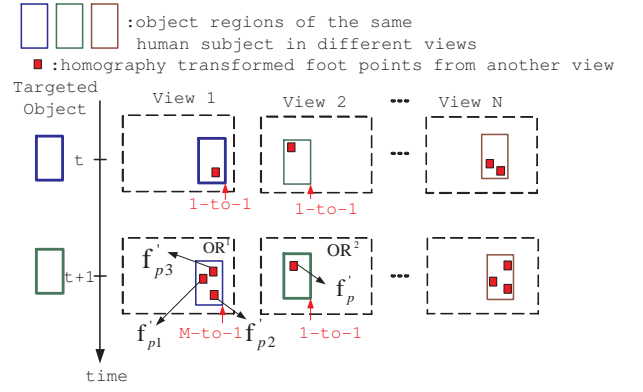 :object regions of the same
human subject in different views
:homography transformed foot points from another view
Targeted
Object
View 1
View 2
...
View N
t
...
1-to-1
1-to-1
OR¹
OR²
f'p3
t+1
f'p
...
f'p1
M-to-1
f'p2
1-to-1
time